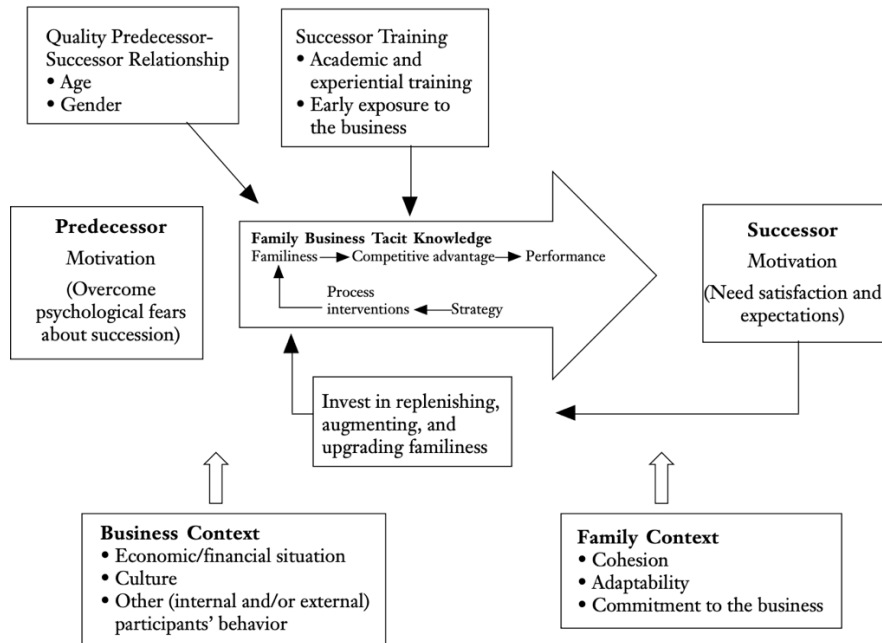 Quality Predecessor-
Successor Relationship
• Age
• Gender
Successor Training
• Academic and
experiential training
• Early exposure to
the business
Predecessor
Motivation
(Overcome
psychological fears
about succession)
Family Business Tacit Knowledge
Familiness Competitive advantage Performance
Process
interventions Strategy
Successor
Motivation
(Need satisfaction and
expectations)
Invest in replenishing,
augmenting, and
upgrading familiness
Business Context
• Economic/financial situation
• Culture
• Other (internal and/or external)
participants' behavior
Family Context
• Cohesion
• Adaptability
• Commitment to the business